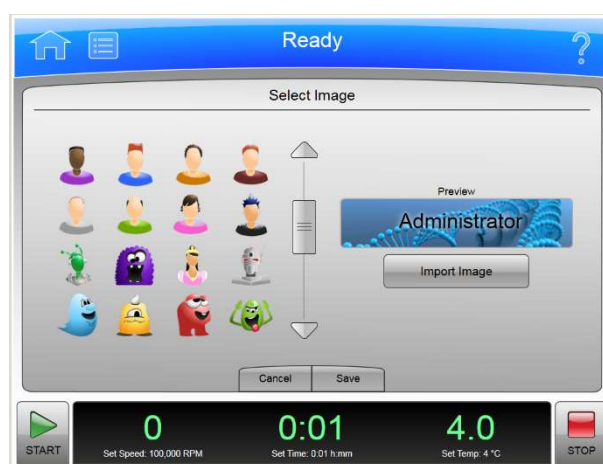 Ready
?
Select Image
Preview
Administrator
Import Image
Cancel Save
START
0 0:01 4.0
Set Speed: 100,000 RPM Set Time: 0:01 h:mm Set Temp: 4 °C
STOP